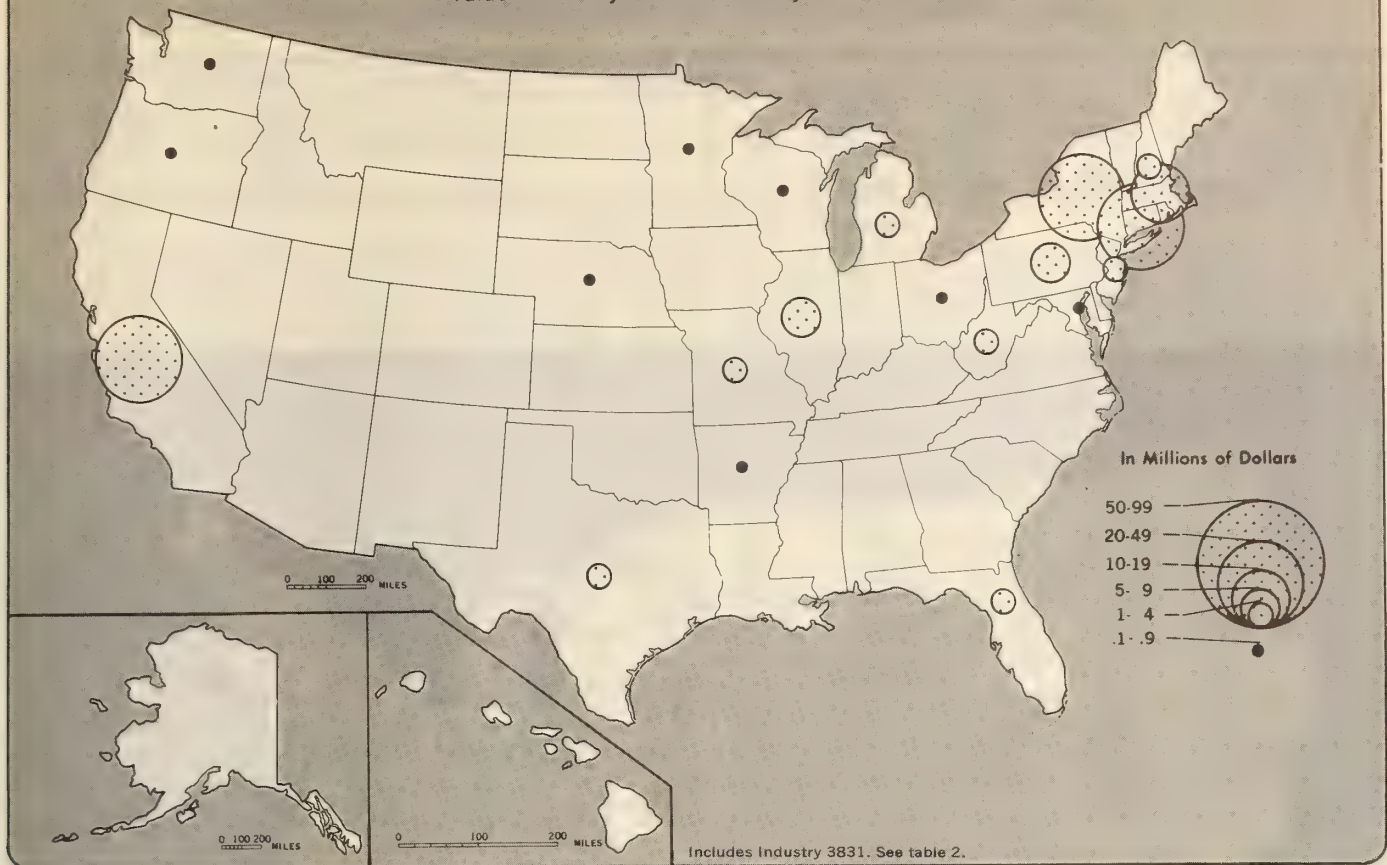 In Millions of Dollars
50-99
20-49
10-19
5- 9
1- 4
.1- .9
0 100 200 MILES
0 100 200 MILES
0 100 200 MILES
Includes Industry 3831. See table 2.